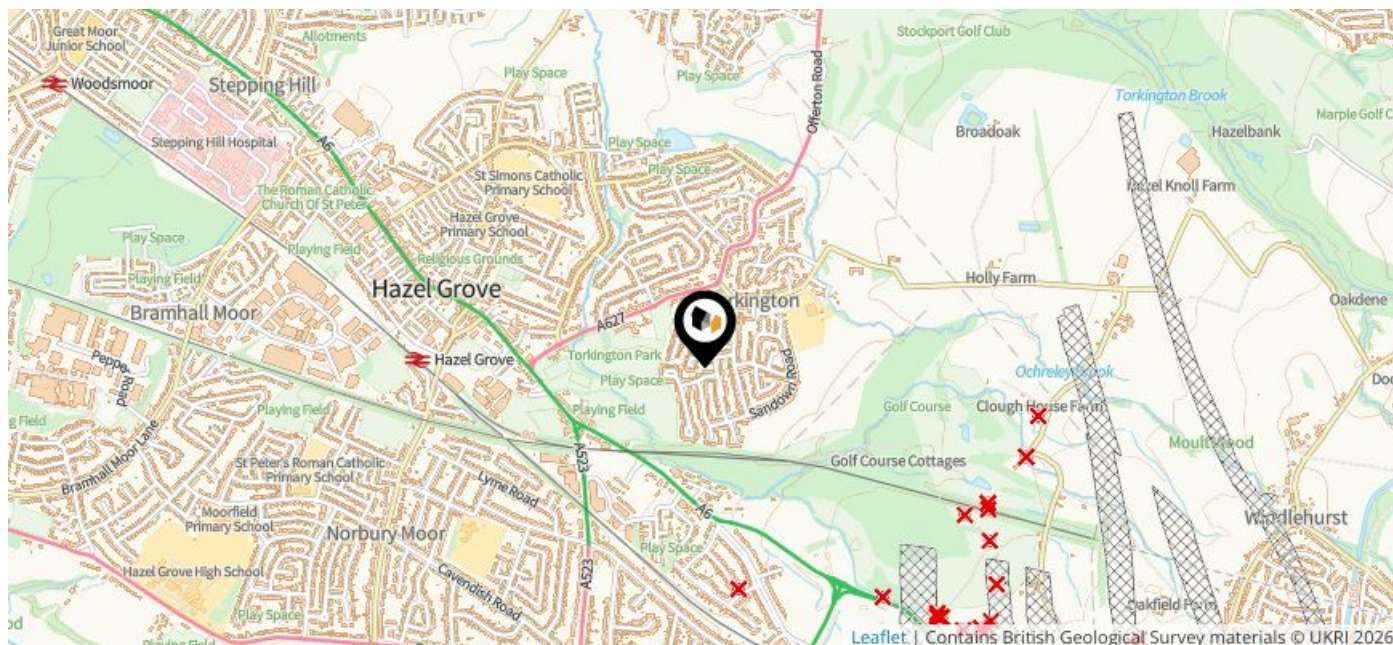 Great Moor
Junior School
Allotments
Stockport Golf Club
Woodsmoor
Stepping Hill
Play Space
Play Space
Offerton Road
Torkington Brook
Marple Golf C
Stepping Hill Hospital
A6
Play Space
Broadoak
Hazelbank
The Roman Catholic
Church Of St Peter
St Simons Catholic
Primary School
Play Space
Hazel Knoll Farm
Hazel Grove
Primary School
Play Space
Playing Field
Religious Grounds
Playing Field
Holly Farm
Bramhall Moor
Hazel Grove
rkington
Oakdene
A627
Pepper Road
Hazel Grove
Torkington Park
Play Space
Sandown Road
Ochreley Brook
Playing Field
Playing Field
Golf Course
Clough House Farm
Bramhall Moor Lane
St Peter's Roman Catholic
Primary School
A523
Golf Course Cottages
Moorfield
Primary School
Lyme Road
A6
Norbury Moor
Windlehurst
Hazel Grove High School
Cavendish Road
A523
Play Space
Play Space
Playing Field
Leaflet | Contains British Geological Survey materials © UKRI 2026